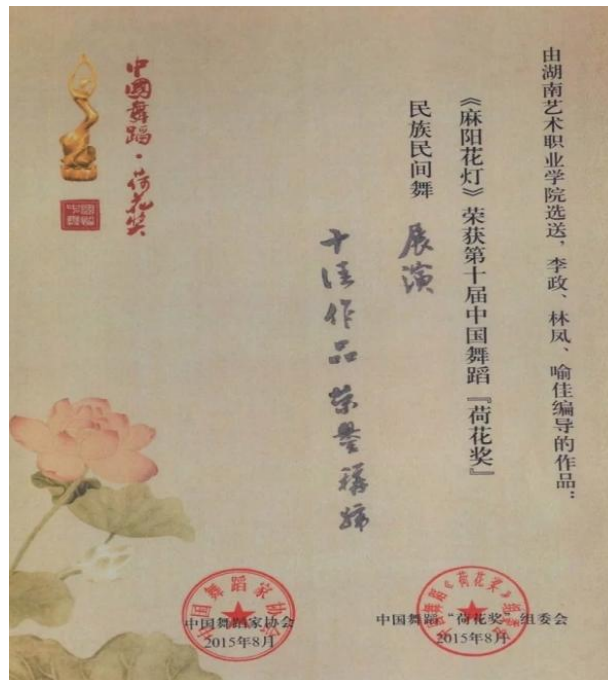 由湖南艺术职业学院选送，李政、林凤、喻佳编导的作品：
《麻阳花灯》荣获第十届中国舞蹈『荷花奖』
民族民间舞 展演
十佳作品荣誉称号
中國舞蹈·荷花奖
中国舞蹈家协会
2015年8月
中国舞蹈“荷花奖”组委会
2015年8月